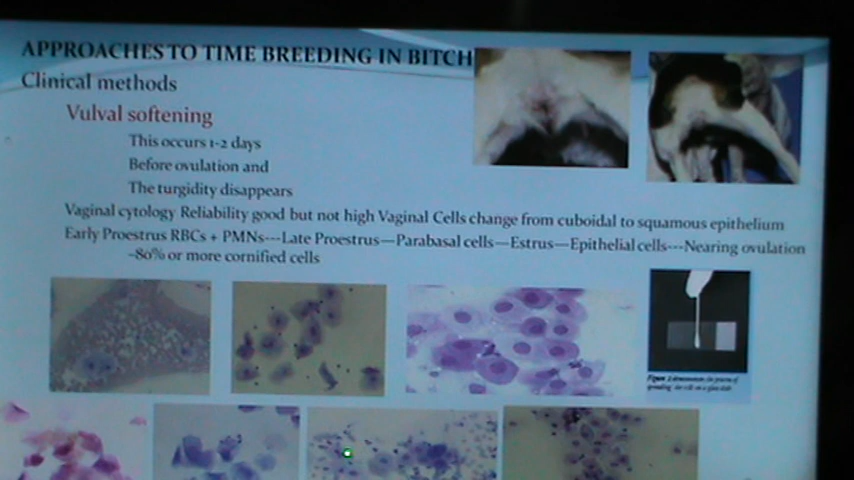 APPROACHES TO TIME BREEDING IN BITCH
Clinical methods
Vulval softening
This occurs 1-2 days
Before ovulation and
The turgidity disappears
Vaginal cytology Reliability good but not high Vaginal Cells change from cuboidal to squamous epithelium
Early Proestrus RBCs + PMNs---Late Proestrus—Parabasal cells—Estrus—Epithelial cells---Nearing ovulation
-80% or more cornified cells